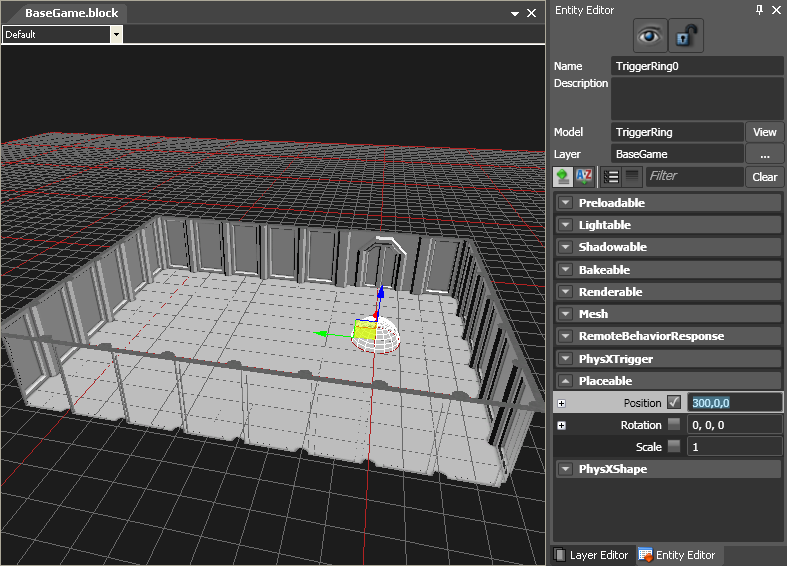 BaseGame.block
Default
Entity Editor
Name TriggerRing0
Description
Model TriggerRing View
Layer BaseGame ...
A Z Filter Clear
Preloadable
Lightable
Shadowable
Bakeable
Renderable
Mesh
RemoteBehaviorResponse
PhysXTrigger
Placeable
Position 300,0,0
Rotation 0, 0, 0
Scale 1
PhysXShape
Layer Editor Entity Editor